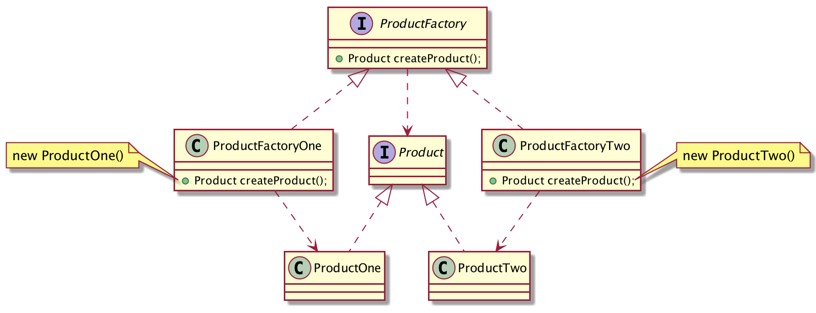 I ProductFactory
Product createProduct();
new ProductOne()
C ProductFactoryOne
Product createProduct();
I Product
C ProductFactoryTwo
Product createProduct();
new ProductTwo()
C ProductOne
C ProductTwo